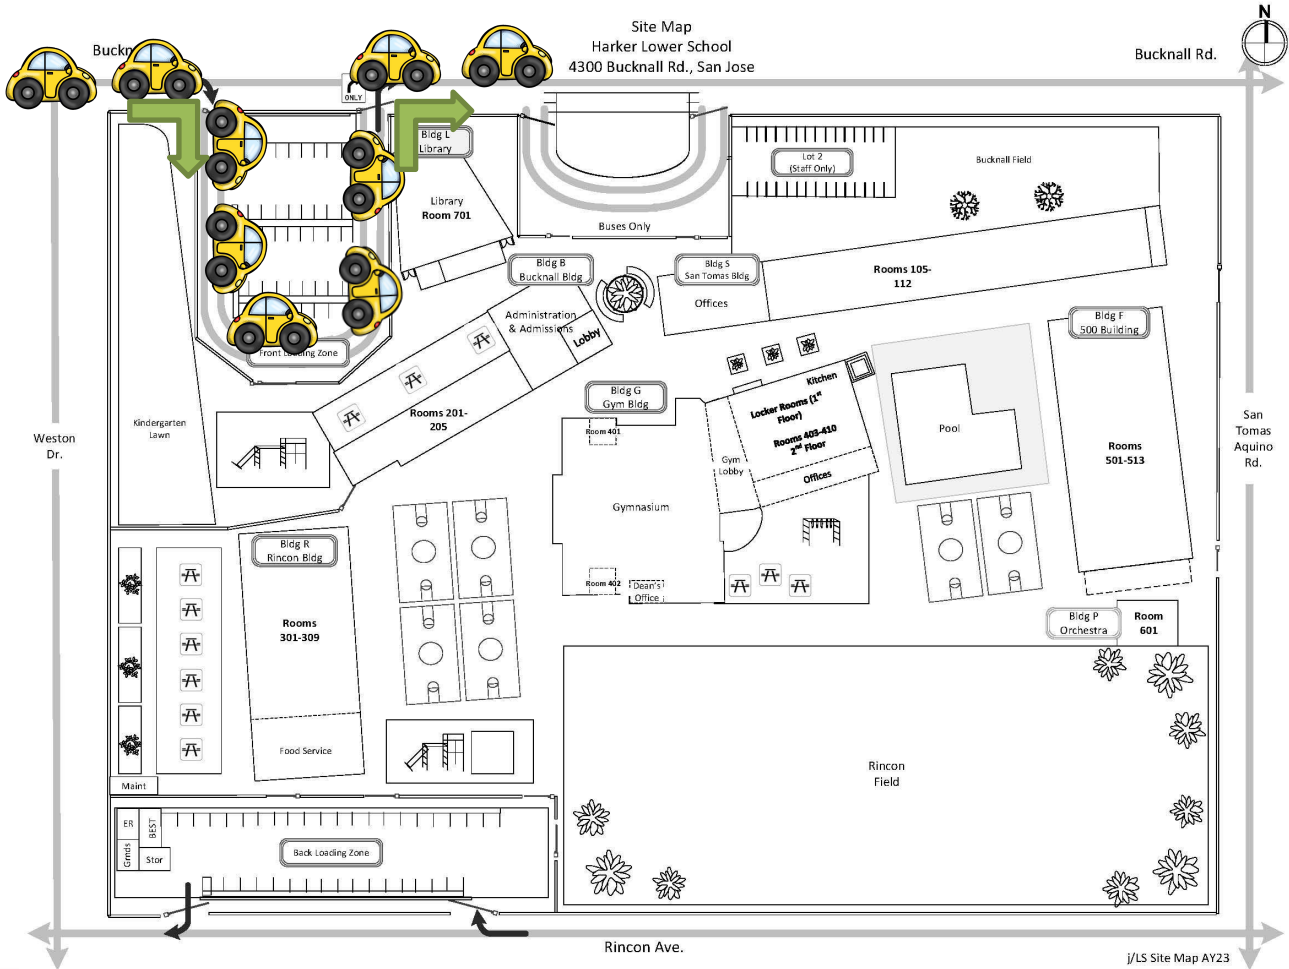 Site Map
Harker Lower School
4300 Bucknall Rd., San Jose
N
Bucknall Rd.
ONLY
Bldg L
Library
Library
Room 701
Buses Only
Lot 2
(Staff Only)
Bucknall Field
Bldg B
Bucknall Bldg
Bldg S
San Tomas Bldg
Offices
Rooms 105-
112
Administration
& Admissions
Lobby
Bldg F
500 Building
Front Loading Zone
Kitchen
Locker Rooms (1st
Floor)
Rooms 403-410
2nd Floor
Offices
Bldg G
Gym Bldg
Room 401
Rooms 201-
205
Kindergarten
Lawn
Weston
Dr.
Pool
Rooms
501-513
San
Tomas
Aquino
Rd.
Gym
Lobby
Gymnasium
Bldg R
Rincon Bldg
Room 402
Dean's
Office
Rooms
301-309
Bldg P
Orchestra
Room
601
Food Service
Rincon
Field
Maint
ER
BEST
Grnds
Stor
Back Loading Zone
Rincon Ave.
j/LS Site Map AY23